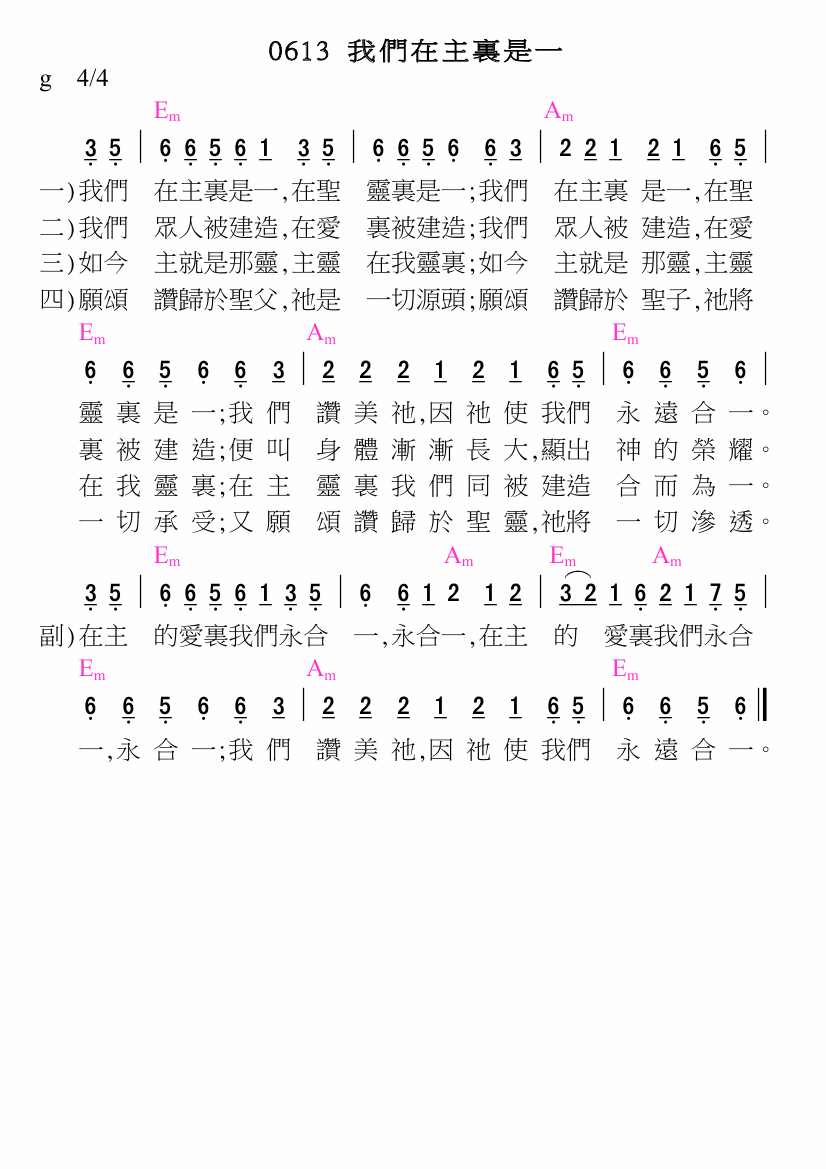 0613 我們在主裏是一
g 4/4
Em Am
3 5 | 6 6 5 6 1 3 5 | 6 6 5 6 6 3 | 2 2 1 2 1 6 5 |
一)我們 在主裏是一,在聖 靈裏是一;我們 在主裏 是一,在聖
二)我們 眾人被建造,在愛 裏被建造;我們 眾人被 建造,在愛
三)如今 主就是那靈,主靈 在我靈裏;如今 主就是 那靈,主靈
四)願頌 讚歸於聖父,祂是 一切源頭;願頌 讚歸於 聖子,祂將
Em Am Em
6 6 5 6 6 3 | 2 2 2 1 2 1 6 5 | 6 6 5 6 |
靈 裏 是 一;我 們 讚 美 祂,因 祂 使 我們 永 遠 合 一。
裏 被 建 造;便 叫 身 體 漸 漸 長 大,顯出 神 的 榮 耀。
在 我 靈 裏;在 主 靈 裏 我 們 同 被 建造 合 而 為 一。
一 切 承 受;又 願 頌 讚 歸 於 聖 靈,祂將 一 切 滲 透。
Em Am Em Am
3 5 | 6 6 5 6 1 3 5 | 6 6 1 2 1 2 | 3 2 1 6 2 1 7 5 |
副)在主 的愛裏我們永合 一,永合一,在主 的 愛裏我們永合
Em Am Em
6 6 5 6 6 3 | 2 2 2 1 2 1 6 5 | 6 6 5 6 ||
一,永 合 一;我 們 讚 美 祂,因 祂 使 我們 永 遠 合 一。